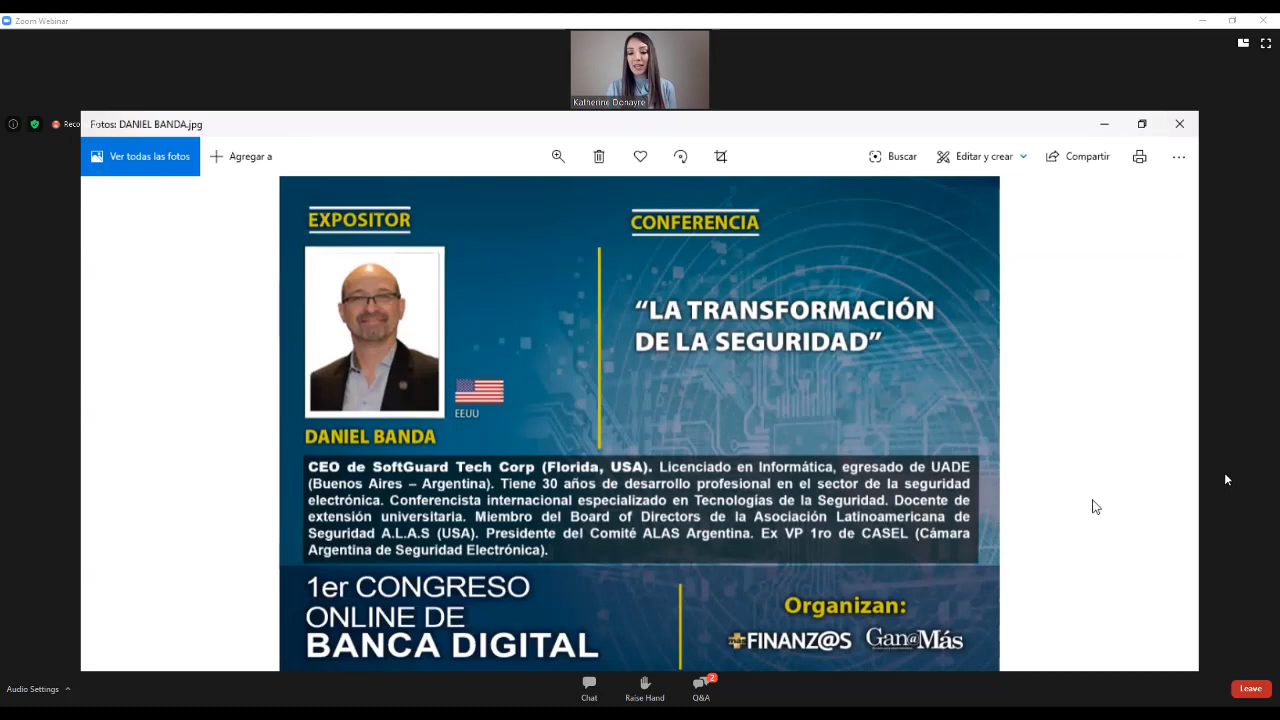 Zoom Webinar
Katherine Donayre
Reco
Fotos: DANIEL BANDA.jpg
Ver todas las fotos
Agregar a
Buscar
Editar y crear
Compartir
EXPOSITOR
CONFERENCIA
“LA TRANSFORMACIÓN
DE LA SEGURIDAD”
EEUU
DANIEL BANDA
CEO de SoftGuard Tech Corp (Florida, USA). Licenciado en Informática, egresado de UADE
(Buenos Aires – Argentina). Tiene 30 años de desarrollo profesional en el sector de la seguridad
electrónica. Conferencista internacional especializado en Tecnologías de la Seguridad. Docente de
extensión universitaria. Miembro del Board of Directors de la Asociación Latinoamericana de
Seguridad A.L.A.S (USA). Presidente del Comité ALAS Argentina. Ex VP 1ro de CASEL (Cámara
Argentina de Seguridad Electrónica).
1er CONGRESO
ONLINE DE
BANCA DIGITAL
Organizan:
FINANZ@S
Gan@Más
Audio Settings
Chat
Raise Hand
Q&A
2
Leave